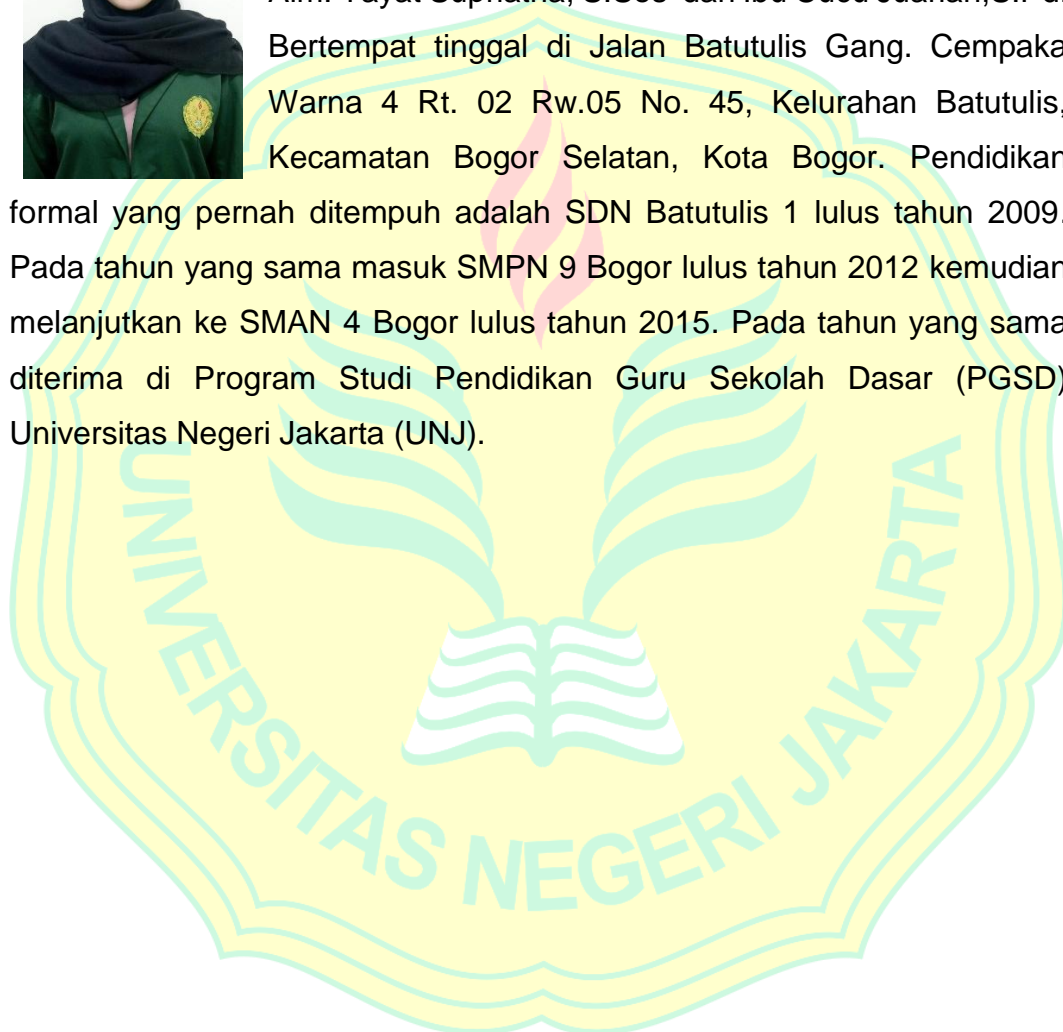 Bertempat tinggal di Jalan Batutulis Gang. Cempaka
Warna 4 Rt. 02 Rw.05 No. 45, Kelurahan Batutulis,
Kecamatan Bogor Selatan, Kota Bogor. Pendidikan
formal yang pernah ditempuh adalah SDN Batutulis 1 lulus tahun 2009.
Pada tahun yang sama masuk SMPN 9 Bogor lulus tahun 2012 kemudian
melanjutkan ke SMAN 4 Bogor lulus tahun 2015. Pada tahun yang sama
diterima di Program Studi Pendidikan Guru Sekolah Dasar (PGSD)
Universitas Negeri Jakarta (UNJ).
UNIVERSITAS NEGERI JAKARTA